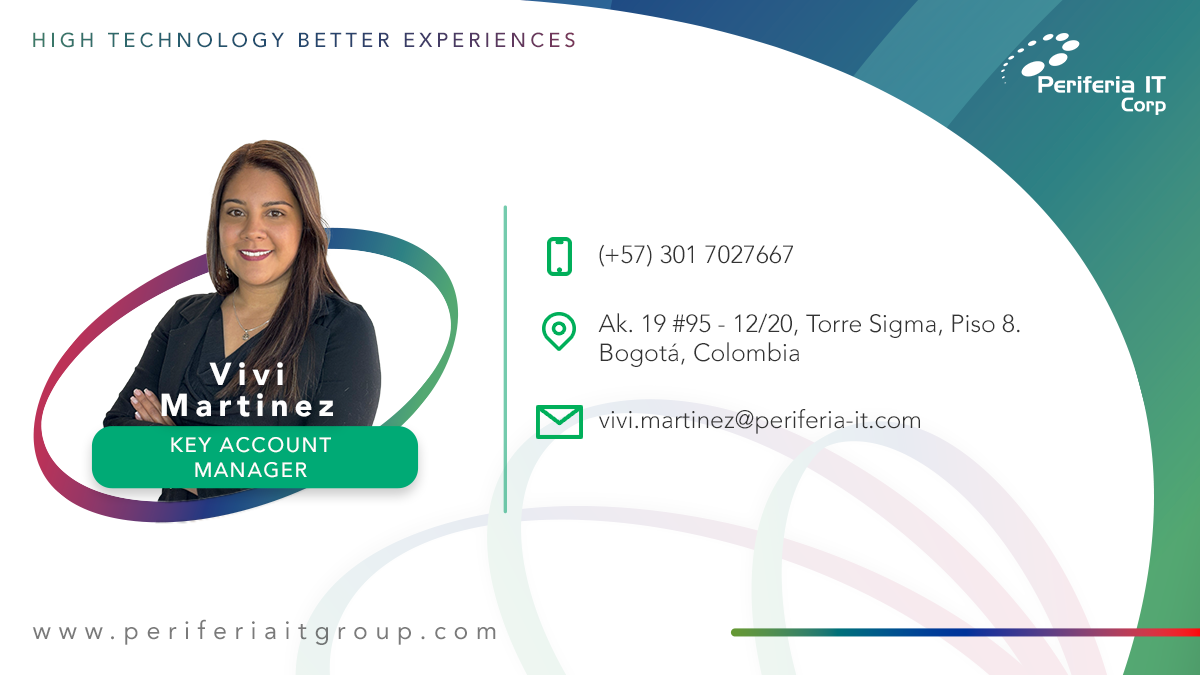 HIGH TECHNOLOGY BETTER EXPERIENCES
Periferia IT
Corp
Vivi
Martinez
KEY ACCOUNT
MANAGER
(+57) 301 7027667
Ak. 19 #95 - 12/20, Torre Sigma, Piso 8.
Bogotá, Colombia
vivi.martinez@periferia-it.com
www.periferiaitgroup.com